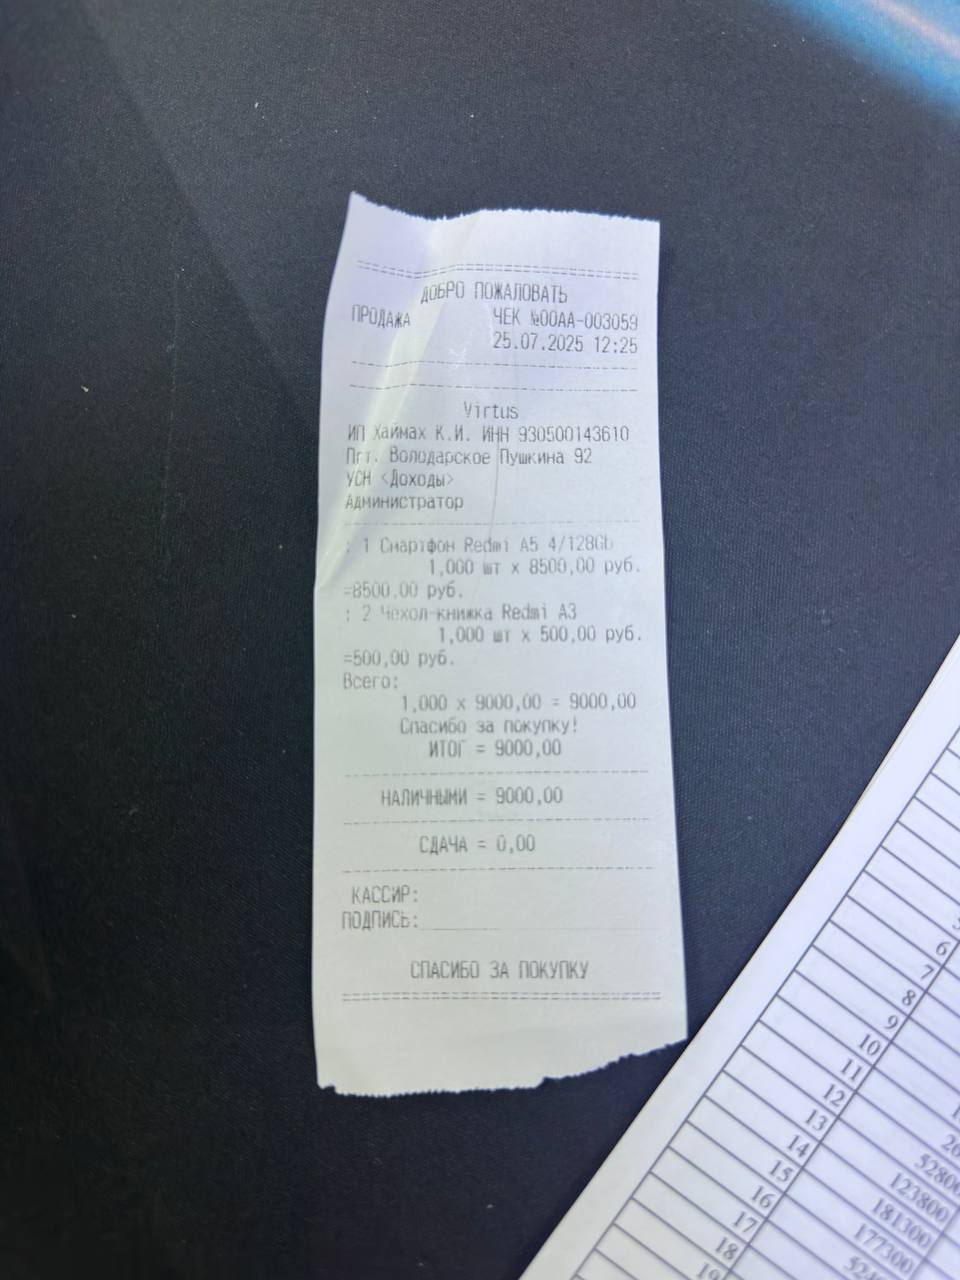 ДОБРО ПОЖАЛОВАТЬ
ПРОДАЖА ЧЕК №00АА-003059
25.07.2025 12:25
Virtus
ИП Хаймах К.И. ИНН 930500143610
Пгт. Володарское Пушкина 92
УСН <Доходы>
Администратор
: 1 Смартфон Redmi A5 4/128Gb
1,000 шт x 8500,00 руб.
=8500,00 руб.
: 2 Чехол-книжка Redmi A3
1,000 шт x 500,00 руб.
=500,00 руб.
Всего:
1,000 x 9000,00 = 9000,00
Спасибо за покупку!
ИТОГ = 9000,00
НАЛИЧНЫМИ = 9000,00
СДАЧА = 0,00
КАССИР:
ПОДПИСЬ:
СПАСИБО ЗА ПОКУПКУ
6
7
8
9
10
11
12
13
14
15 52800
16 123800
17 181300
18 177300